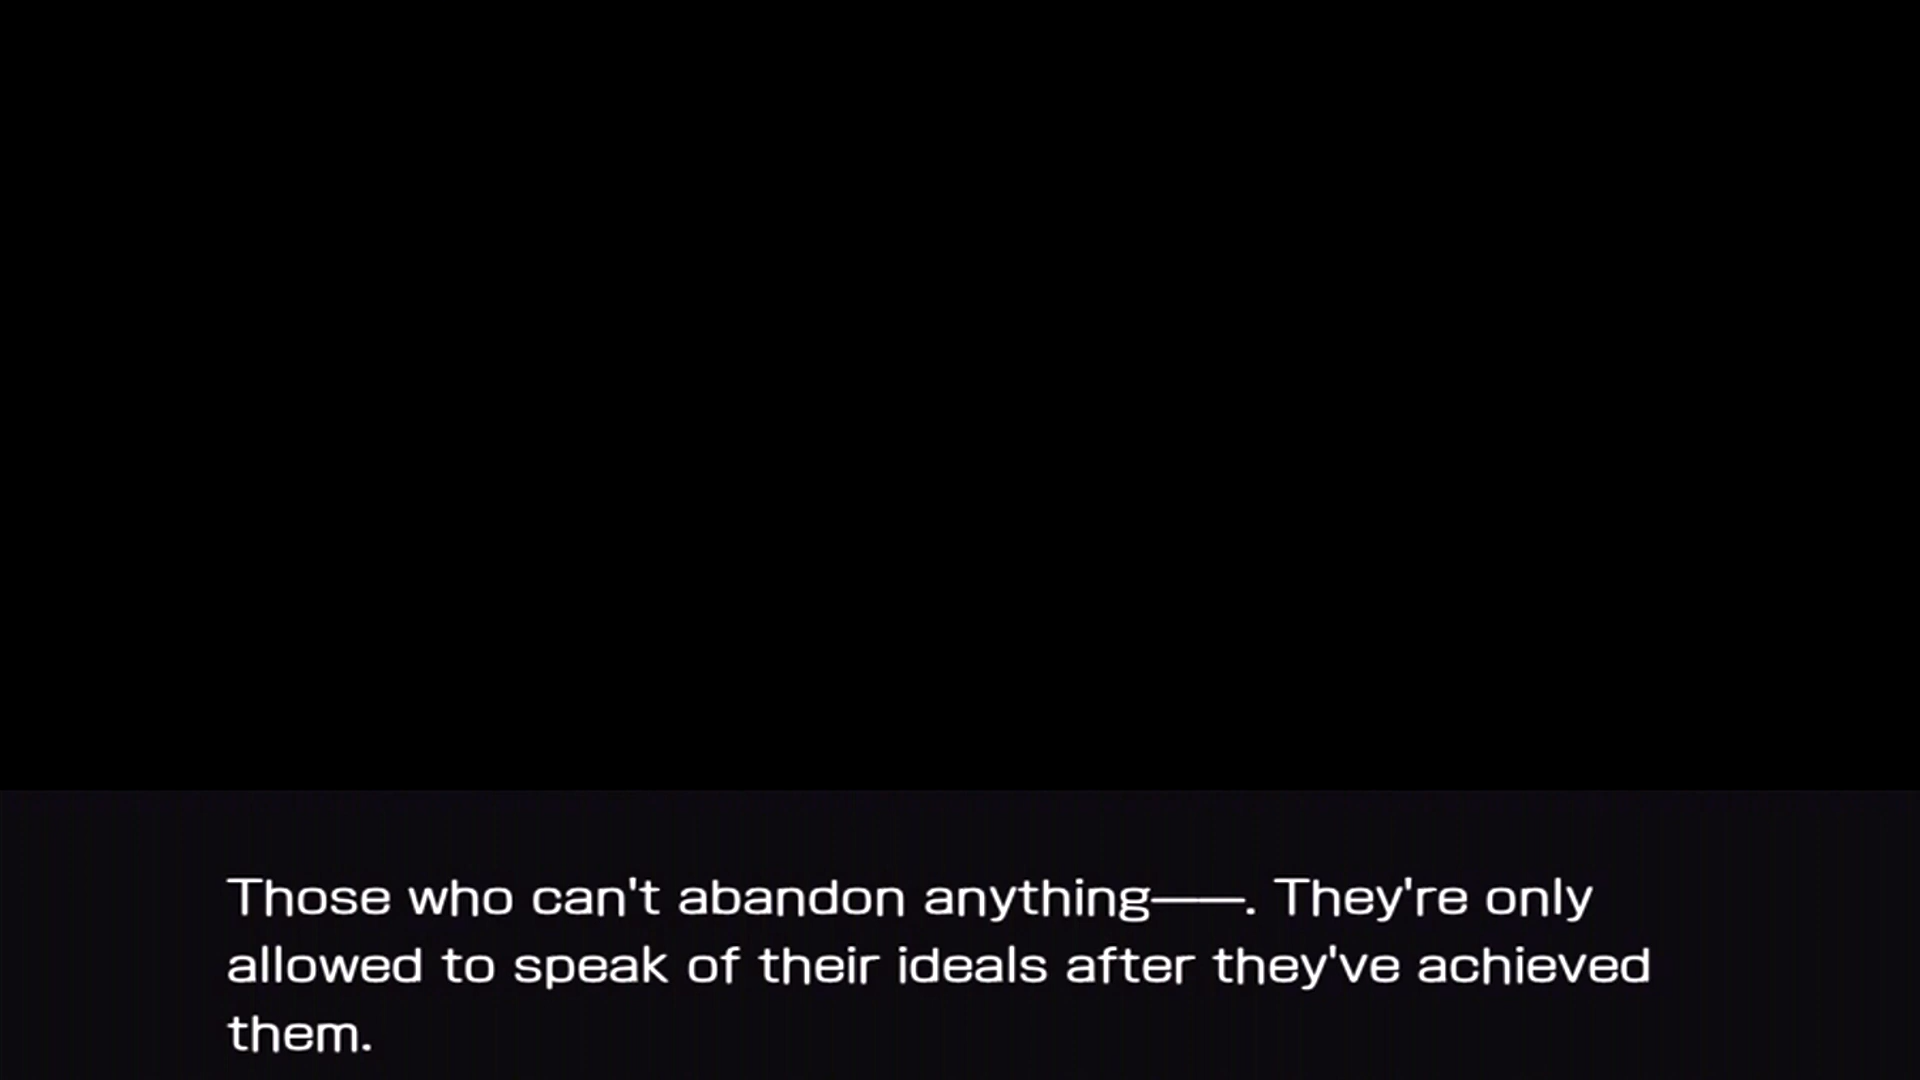 Those who can't abandon anything——. They're only
allowed to speak of their ideals after they've achieved
them.